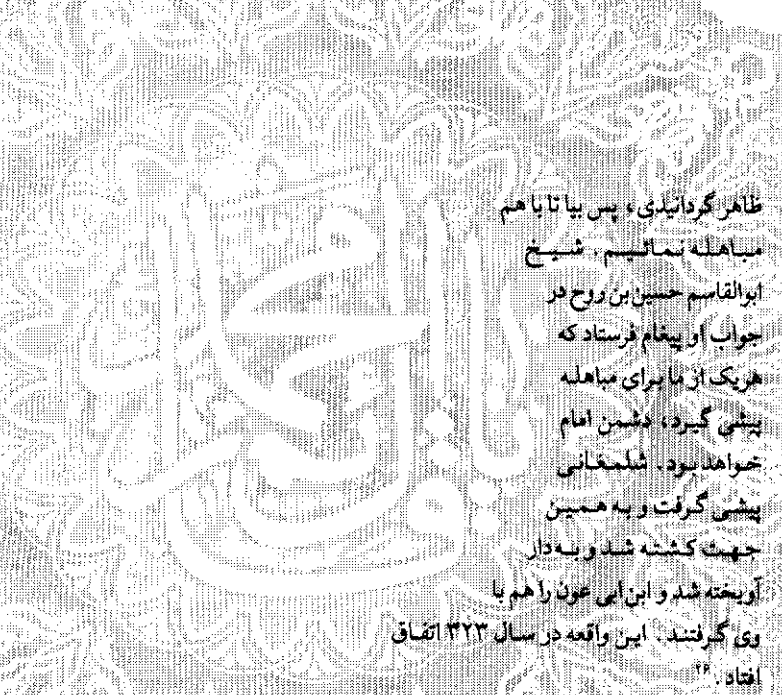 ظاهر گردانیدی، پس بیا تا با هم
مباهله نمائیم. شیخ
ابوالقاسم حسین‌بن روح در
جواب او پیغام فرستاد که
هریک از ما برای مباهله
پیشی گیرد، دشمن امام
خواهد بود. شلمغانی
پیشی گرفت و به همین
جهت کشته شد و به دار
آویخته شد و ابن ابی عون را هم با
وی گرفتند. این واقعه در سال ۳۲۳ اتفاق
افتاد.۲۶